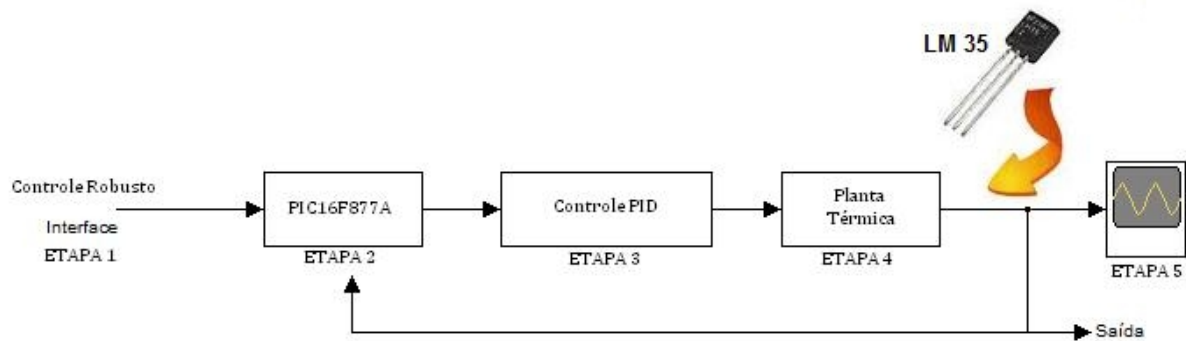 LM 35
Controle Robusto
Interface
ETAPA 1
PIC16F877A
ETAPA 2
Controle PID
ETAPA 3
Planta
Térmica
ETAPA 4
ETAPA 5
Saída